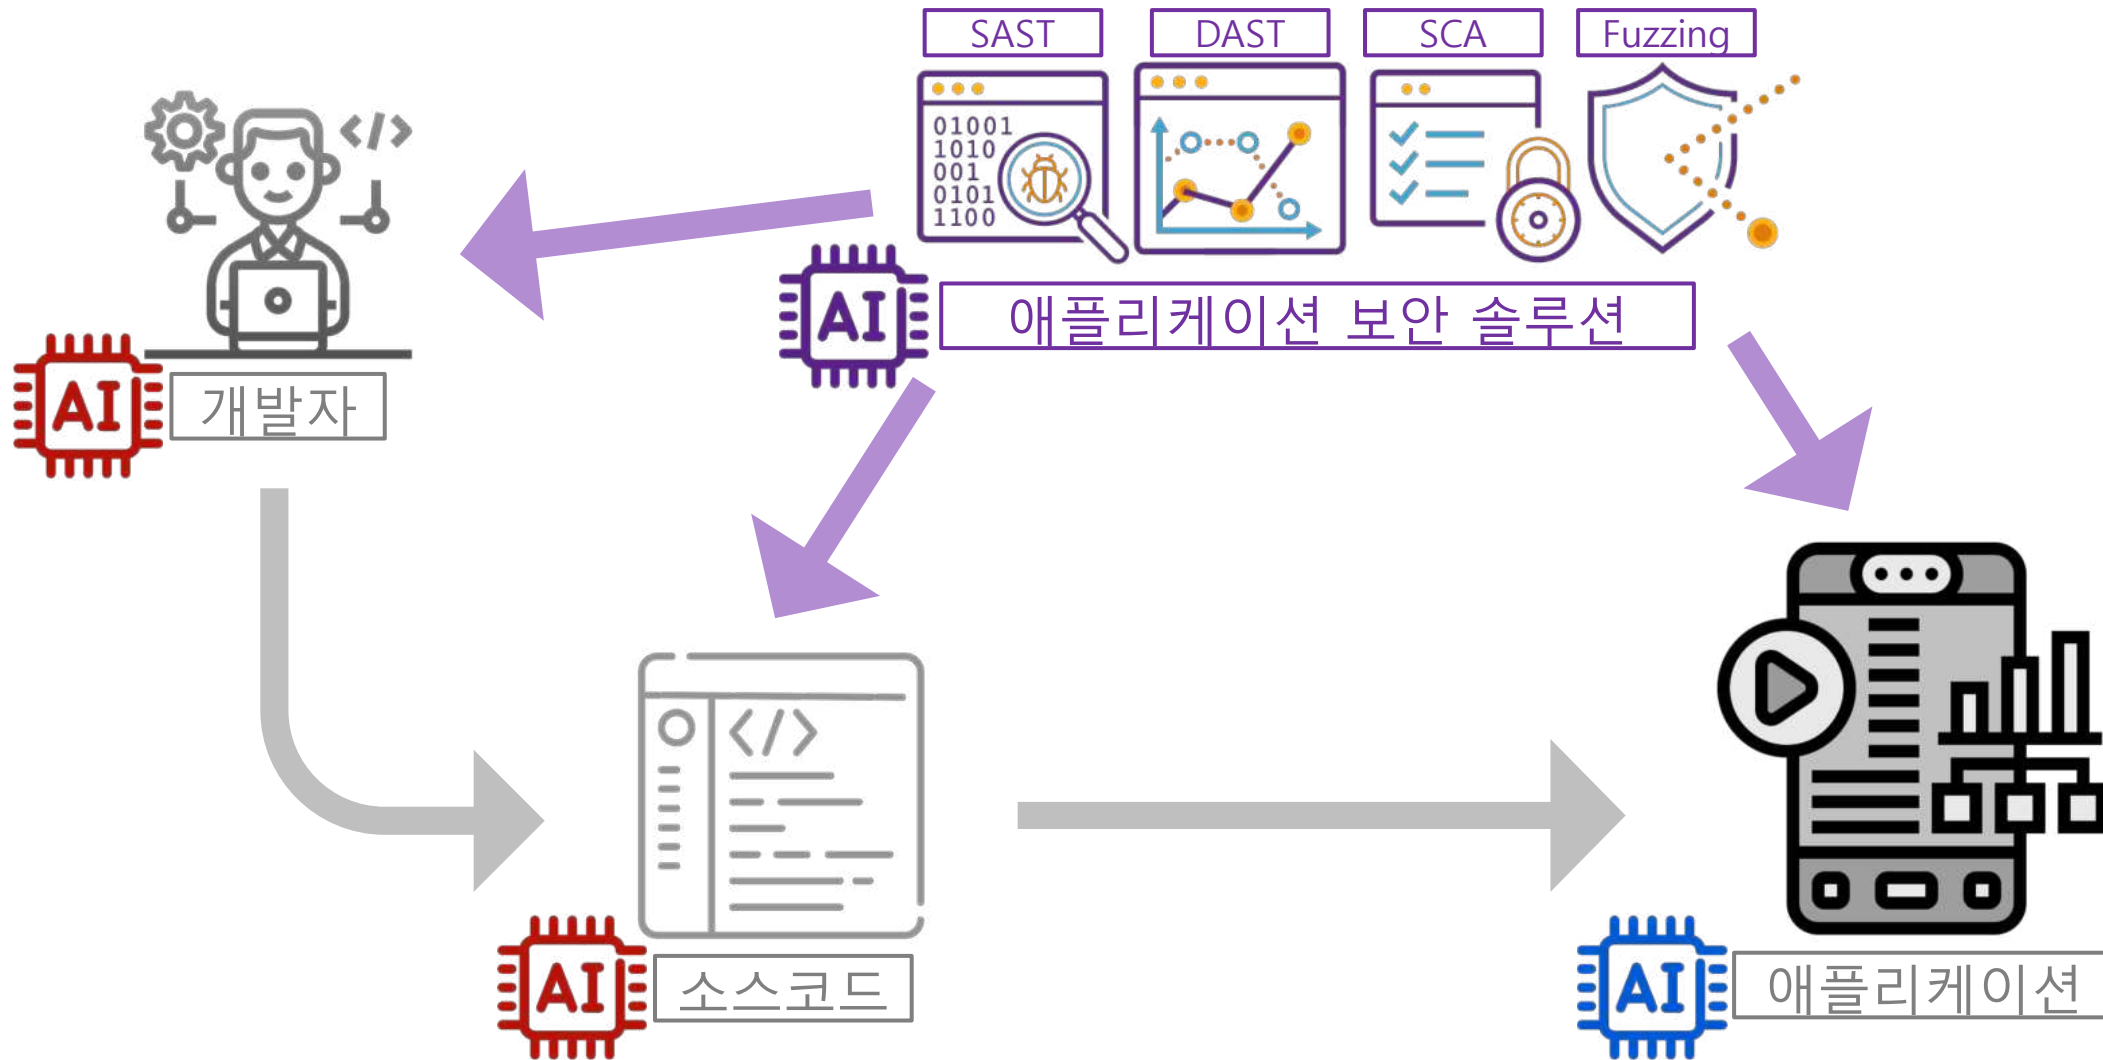 SAST
DAST
SCA
Fuzzing
01001
1010
001
0101
1100
</>
AI
애플리케이션 보안 솔루션
AI
개발자
</>
AI
소스코드
AI
애플리케이션